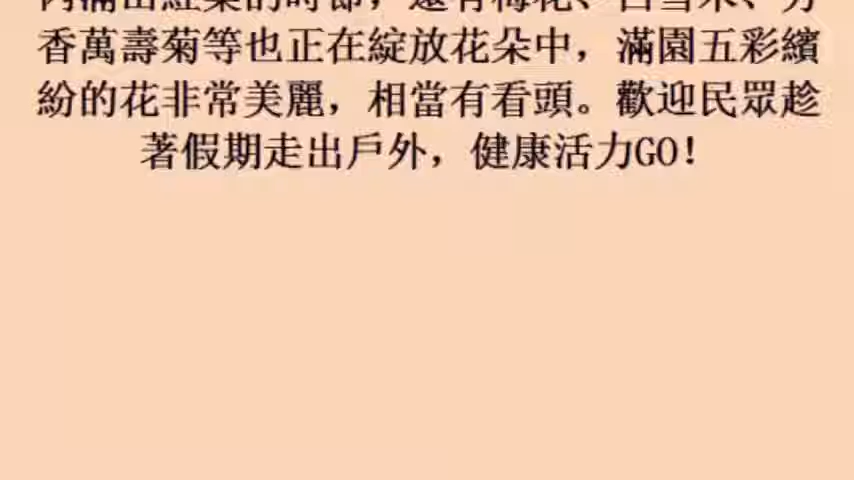 香萬壽菊等也正在綻放花朵中，滿園五彩繽
紛的花非常美麗，相當有看頭。歡迎民眾趁
著假期走出戶外，健康活力GO！